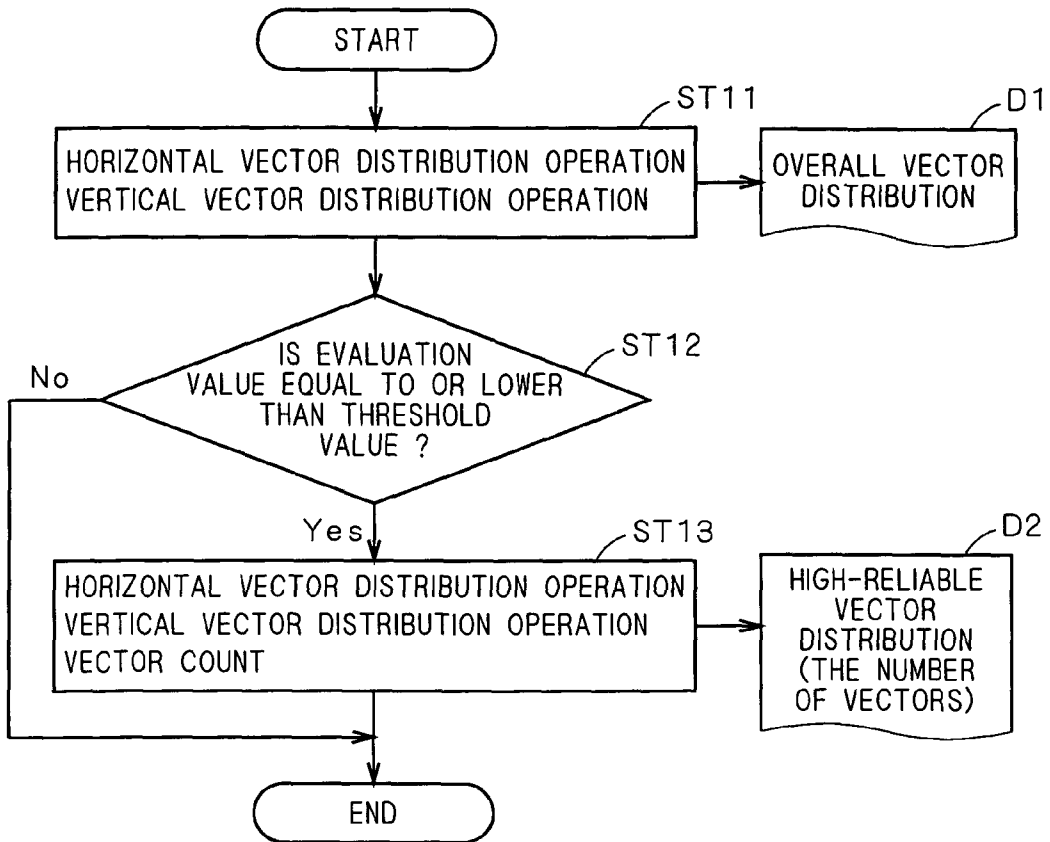 START
ST11
D1
HORIZONTAL VECTOR DISTRIBUTION OPERATION
VERTICAL VECTOR DISTRIBUTION OPERATION
OVERALL VECTOR
DISTRIBUTION
ST12
IS EVALUATION
VALUE EQUAL TO OR LOWER
THAN THRESHOLD
VALUE ?
No
Yes
ST13
D2
HORIZONTAL VECTOR DISTRIBUTION OPERATION
VERTICAL VECTOR DISTRIBUTION OPERATION
VECTOR COUNT
HIGH-RELIABLE
VECTOR
DISTRIBUTION
(THE NUMBER
OF VECTORS)
END